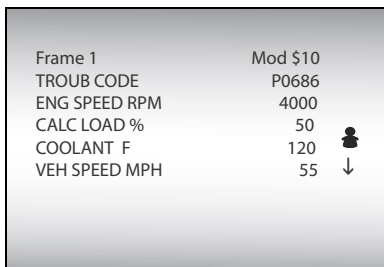 Frame 1 Mod $10
TROUB CODE P0686
ENG SPEED RPM 4000
CALC LOAD % 50
COOLANT F 120
VEH SPEED MPH 55 ↓